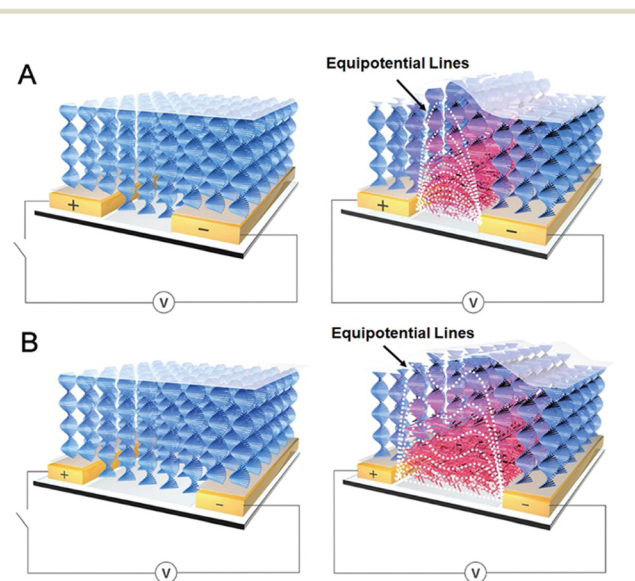 A
Equipotential Lines
+
−
V
+
−
V
B
Equipotential Lines
+
−
V
+
−
V